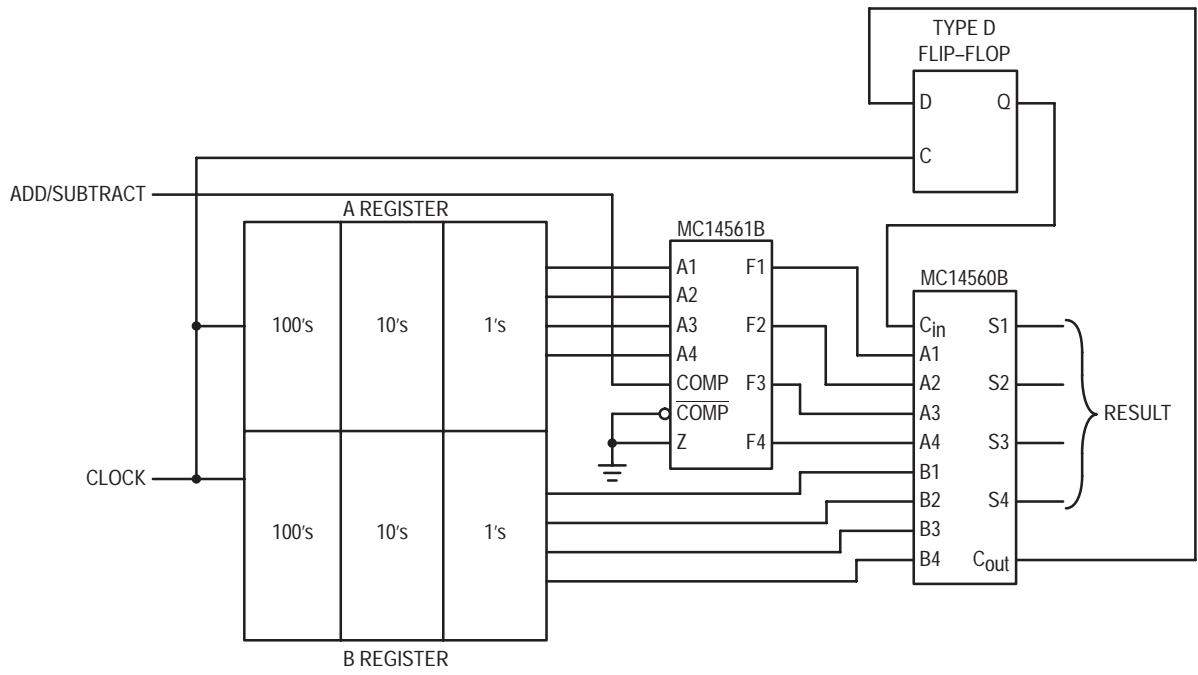 TYPE D
FLIP–FLOP
D Q
C
ADD/SUBTRACT
A REGISTER
MC14561B
A1 F1
A2
A3 F2
A4
COMP F3
COMP
Z F4
100's 10's 1's
MC14560B
Cin S1
A1
A2 S2
A3
A4 S3
B1
B2 S4
B3
B4 Cout
RESULT
CLOCK
100's 10's 1's
B REGISTER